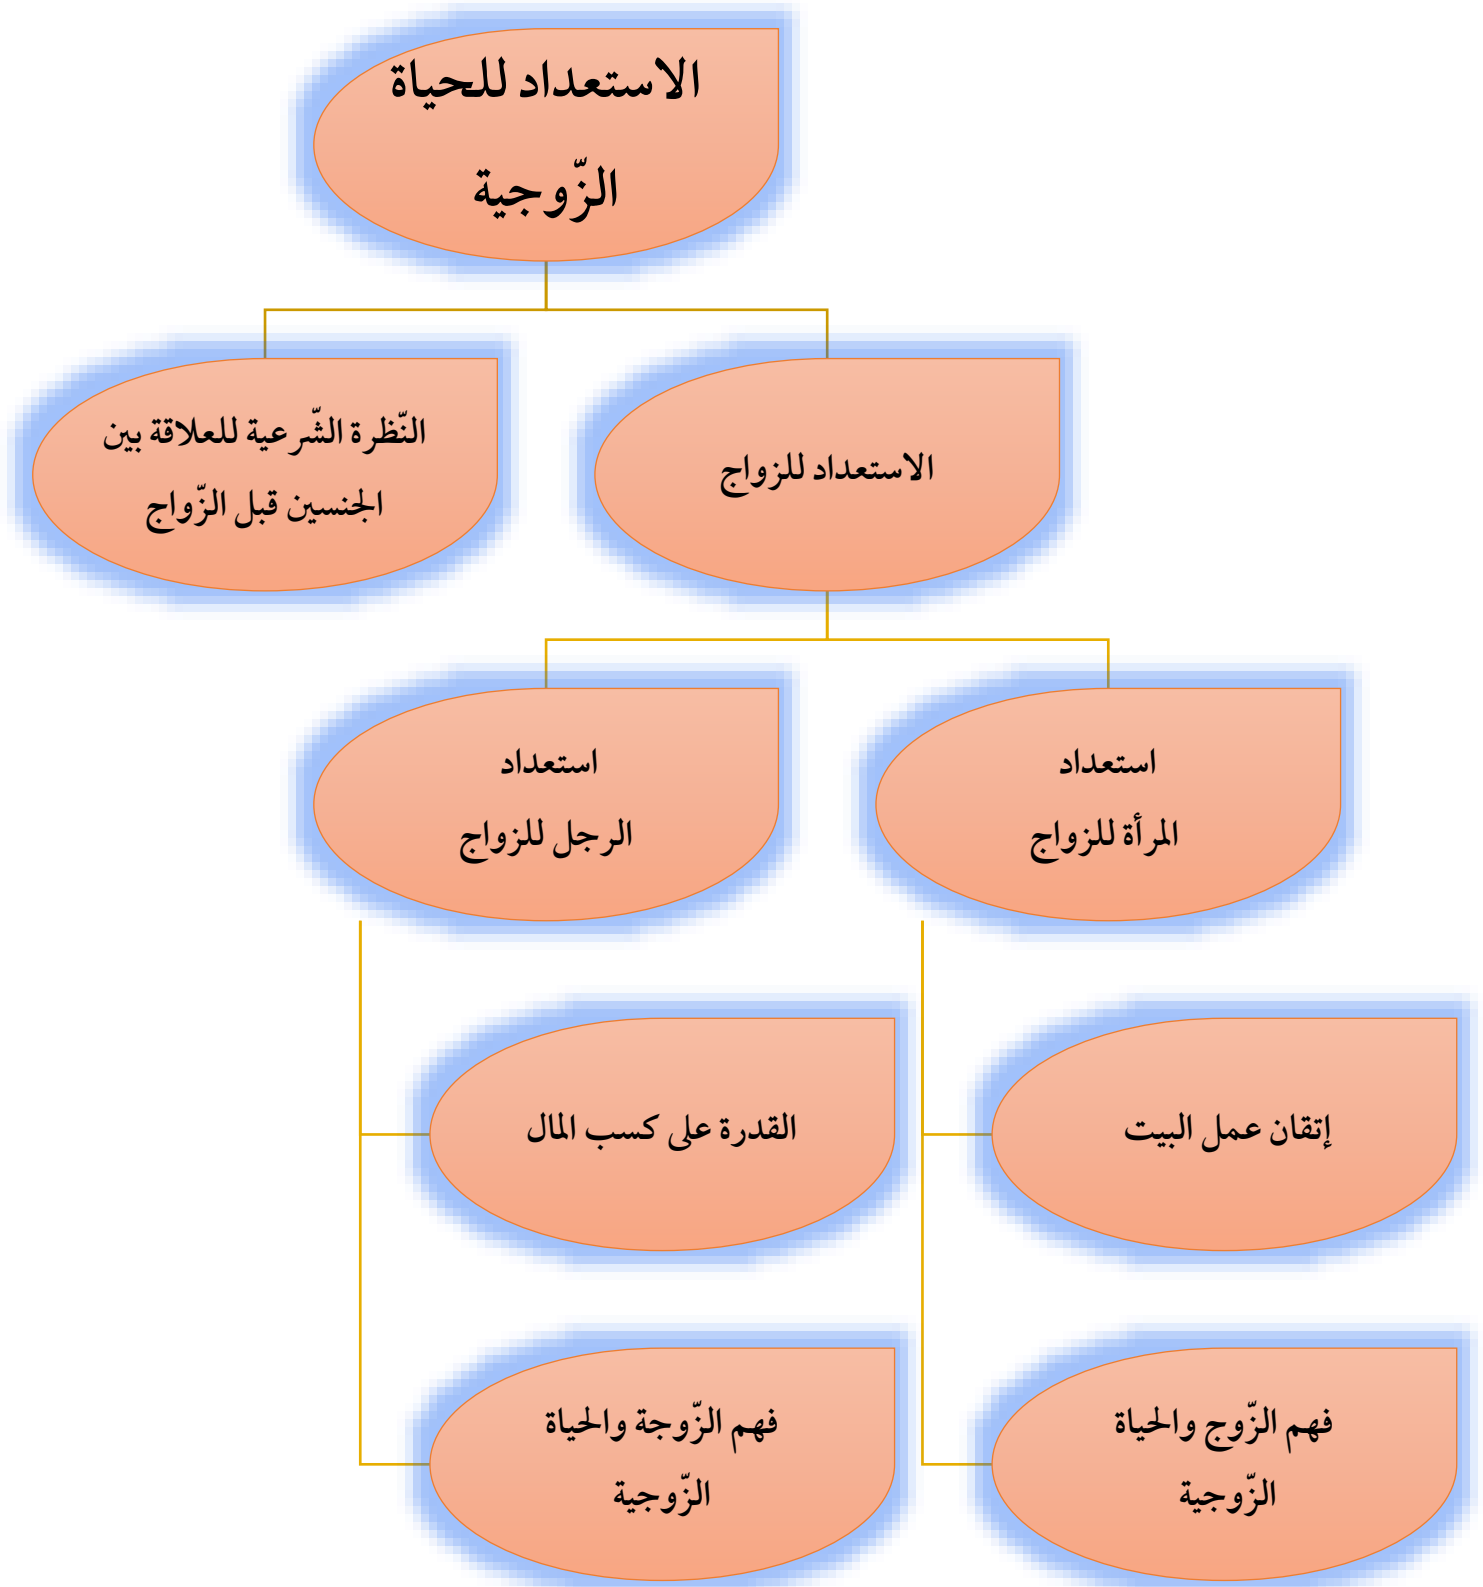 الاستعداد للحياة
الزّوجية
الاستعداد للزواج
النّظرة الشّرعية للعلاقة بين
الجنسين قبل الزّواج
استعداد
المرأة للزواج
استعداد
الرجل للزواج
إتقان عمل البيت
القدرة على كسب المال
فهم الزّوج والحياة
الزّوجية
فهم الزّوجة والحياة
الزّوجية